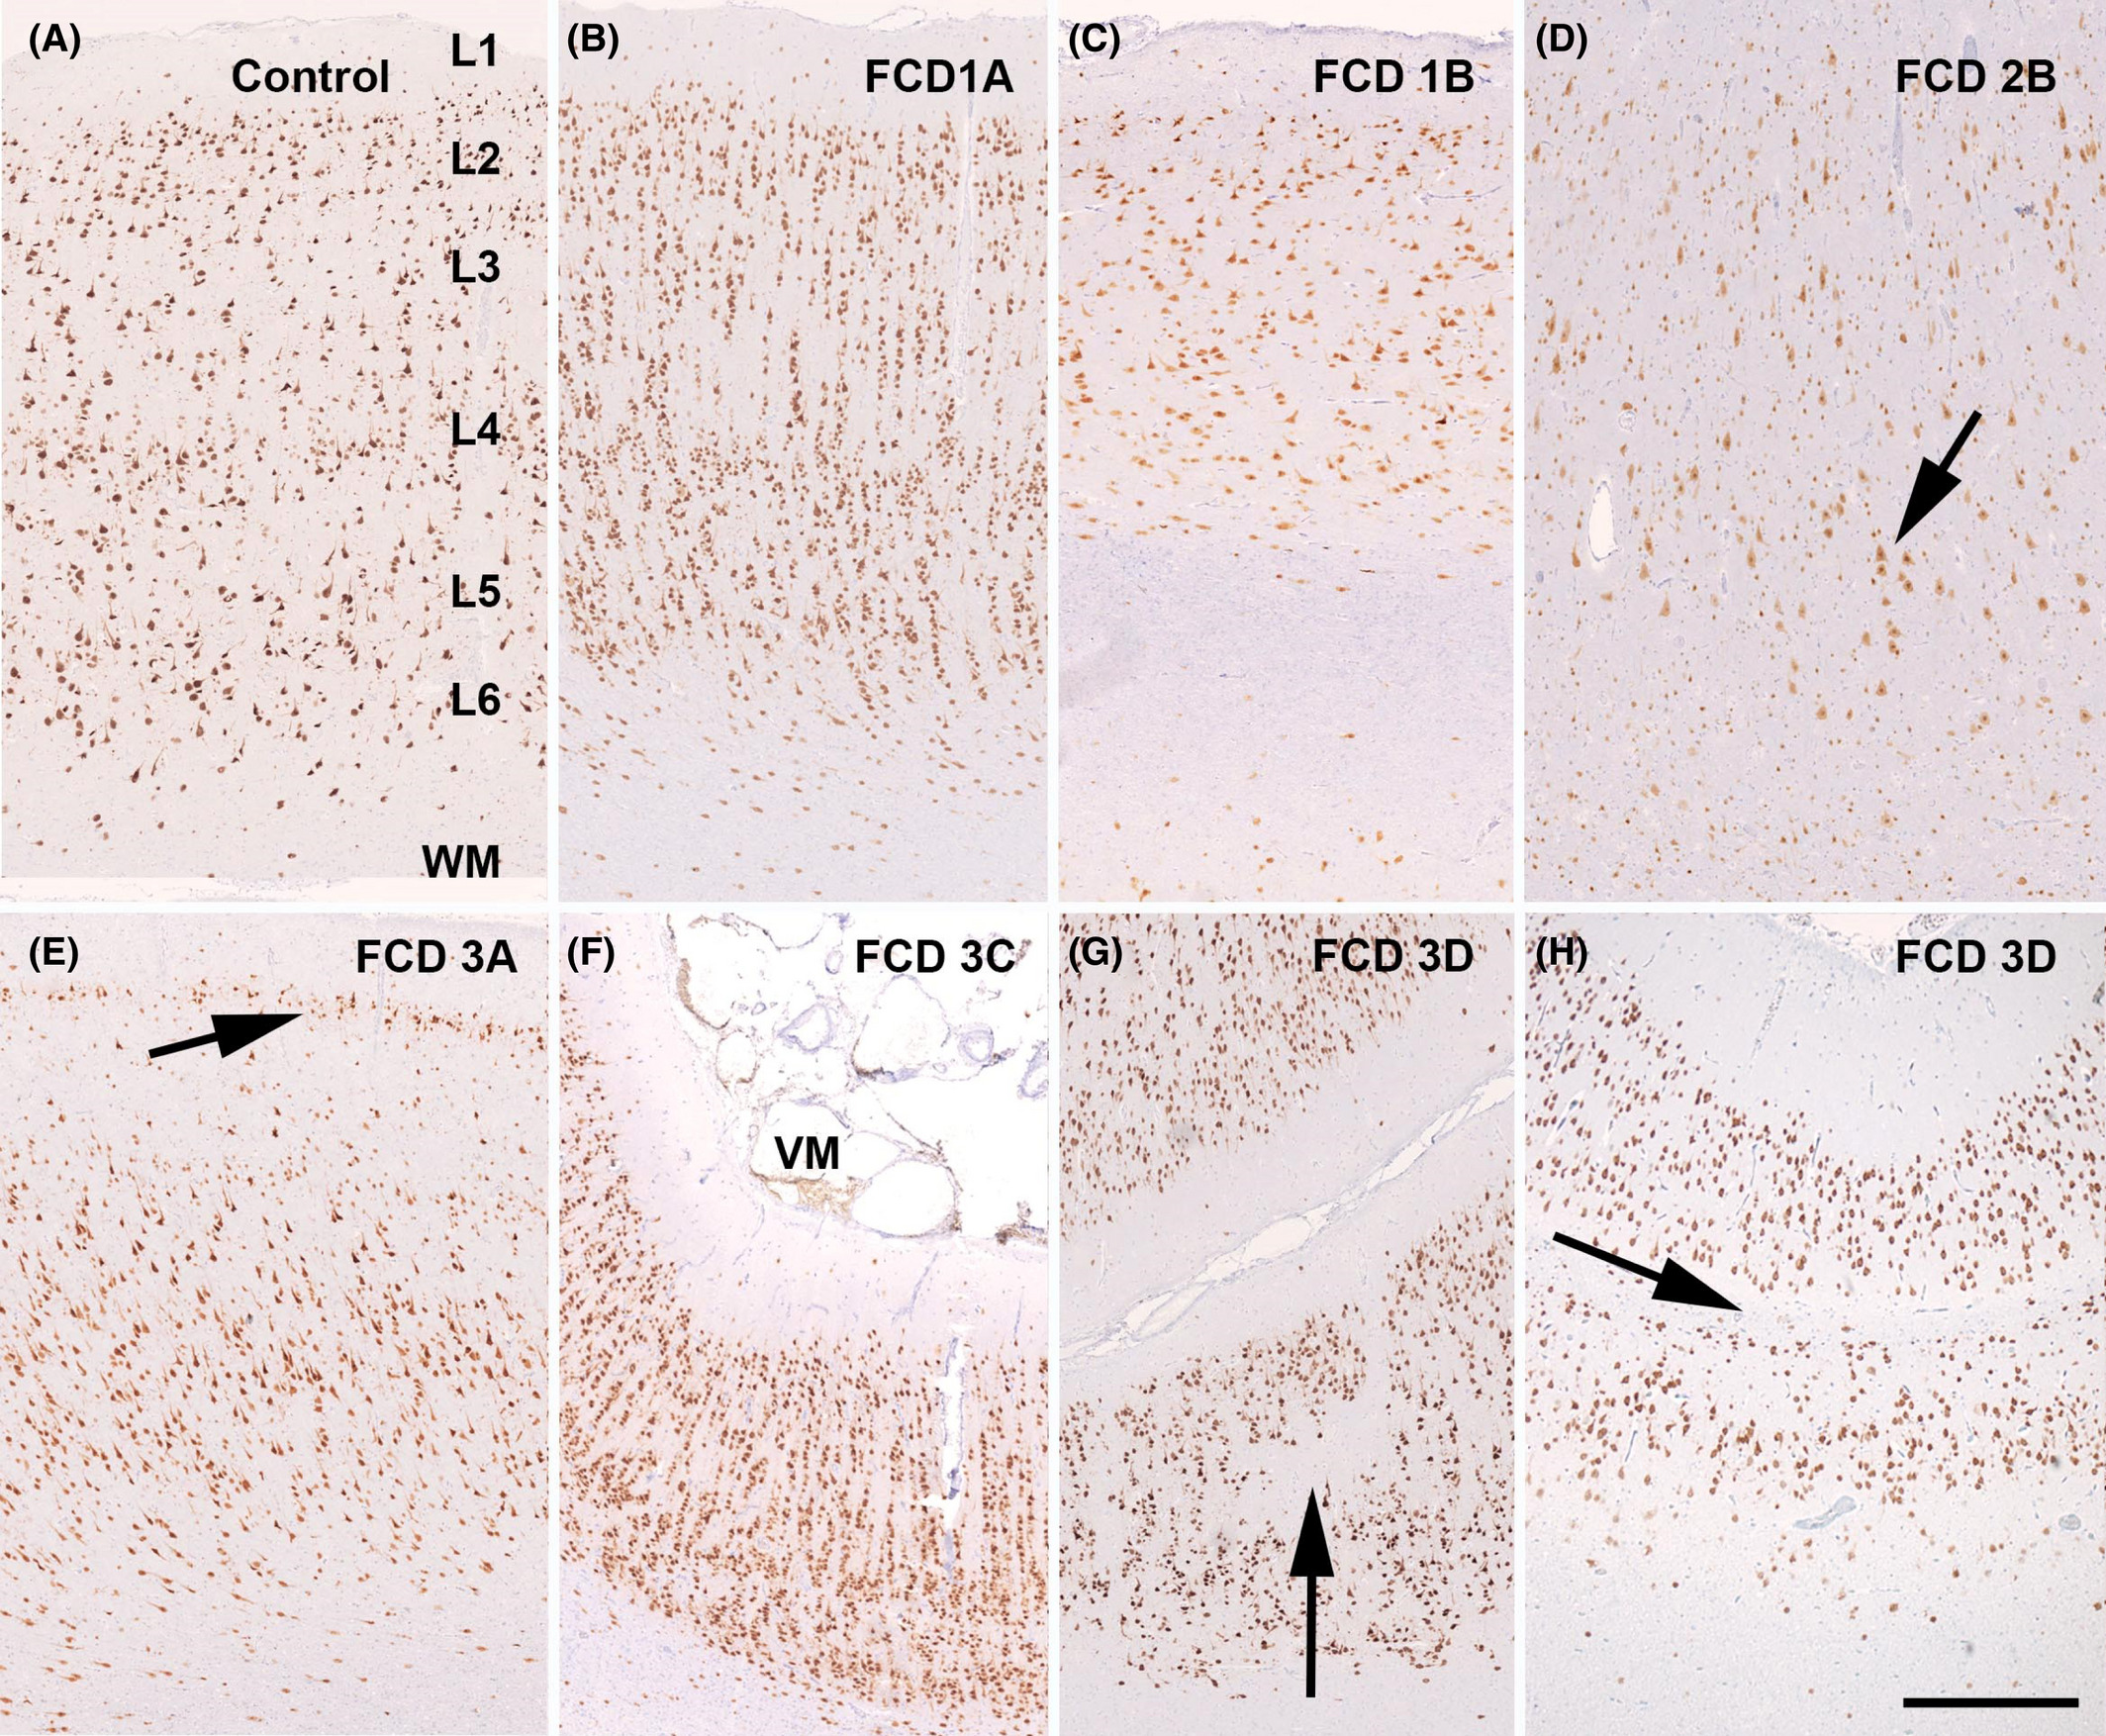 (A)
Control
L1
L2
L3
L4
L5
L6
WM
(B)
FCD1A
(C)
FCD 1B
(D)
FCD 2B
(E)
FCD 3A
(F)
FCD 3C
VM
(G)
FCD 3D
(H)
FCD 3D